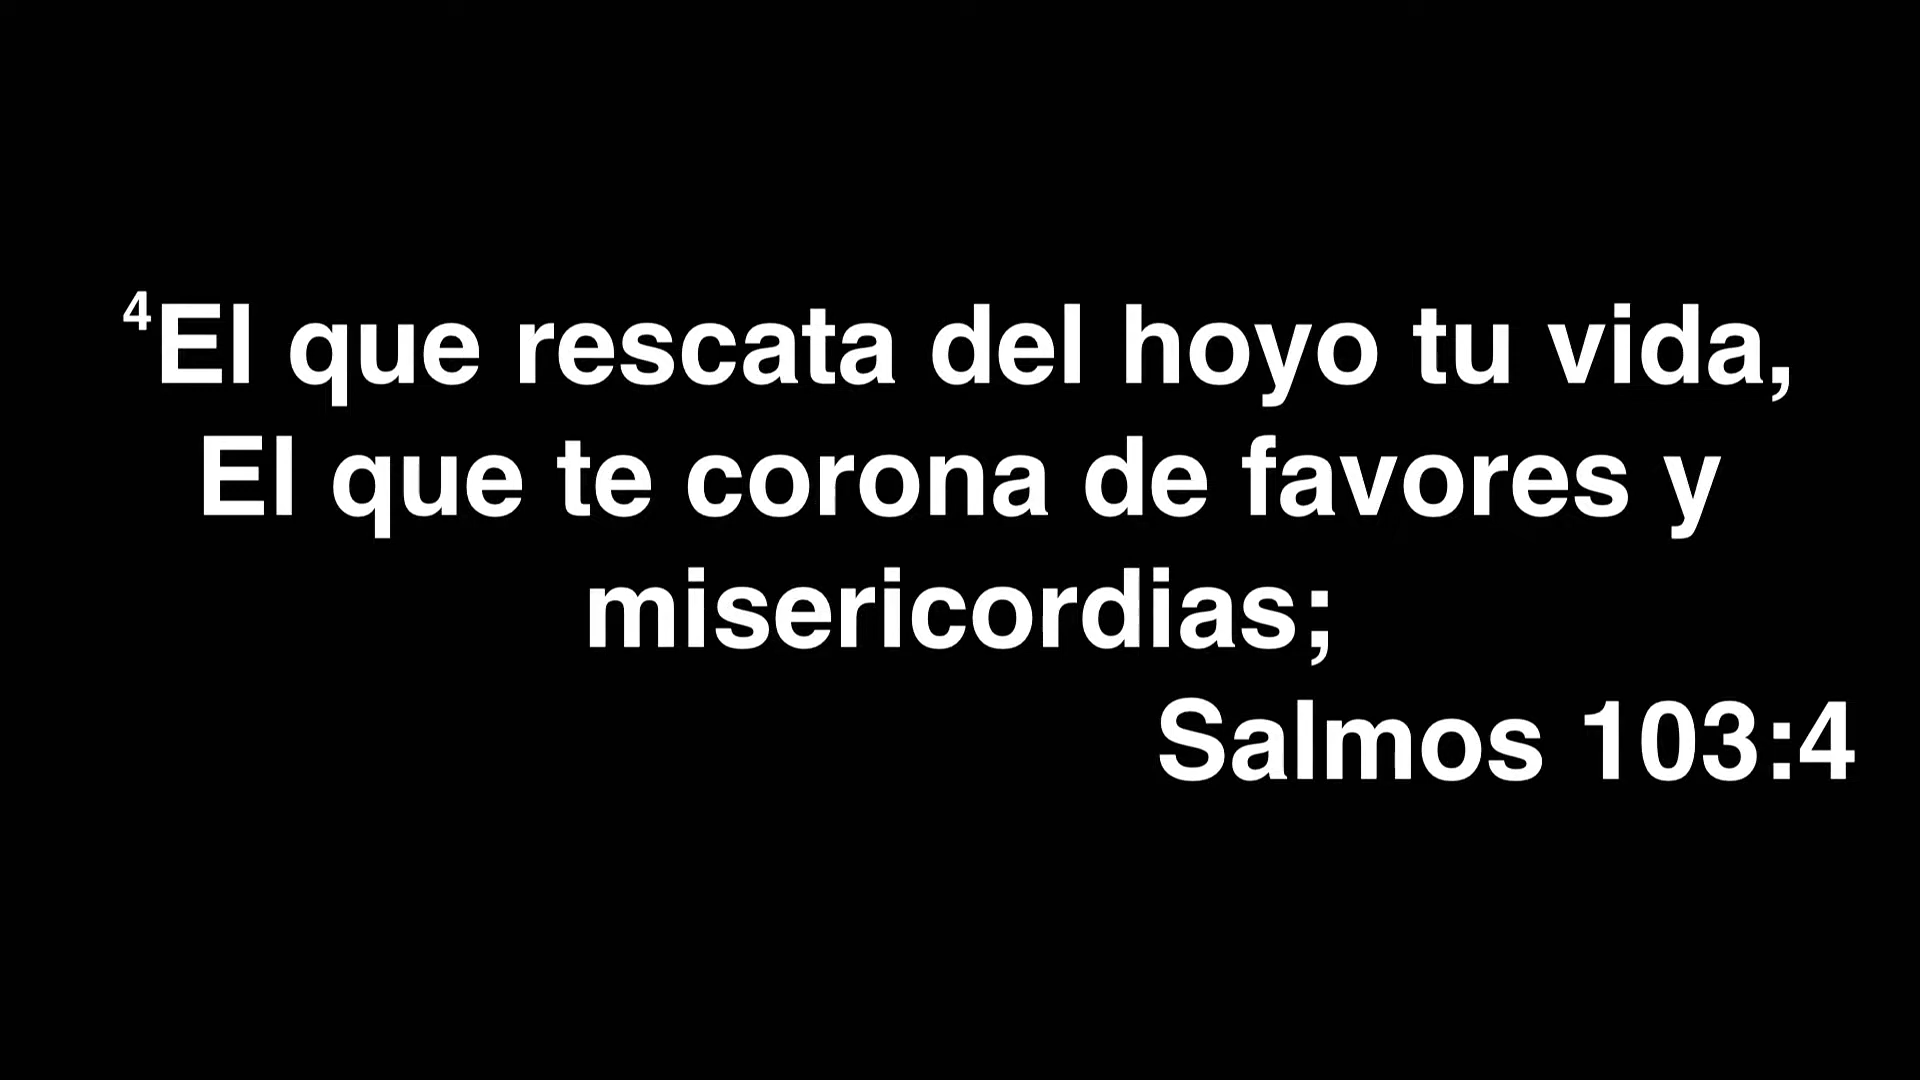 ⁴El que rescata del hoyo tu vida,
El que te corona de favores y
misericordias;
Salmos 103:4